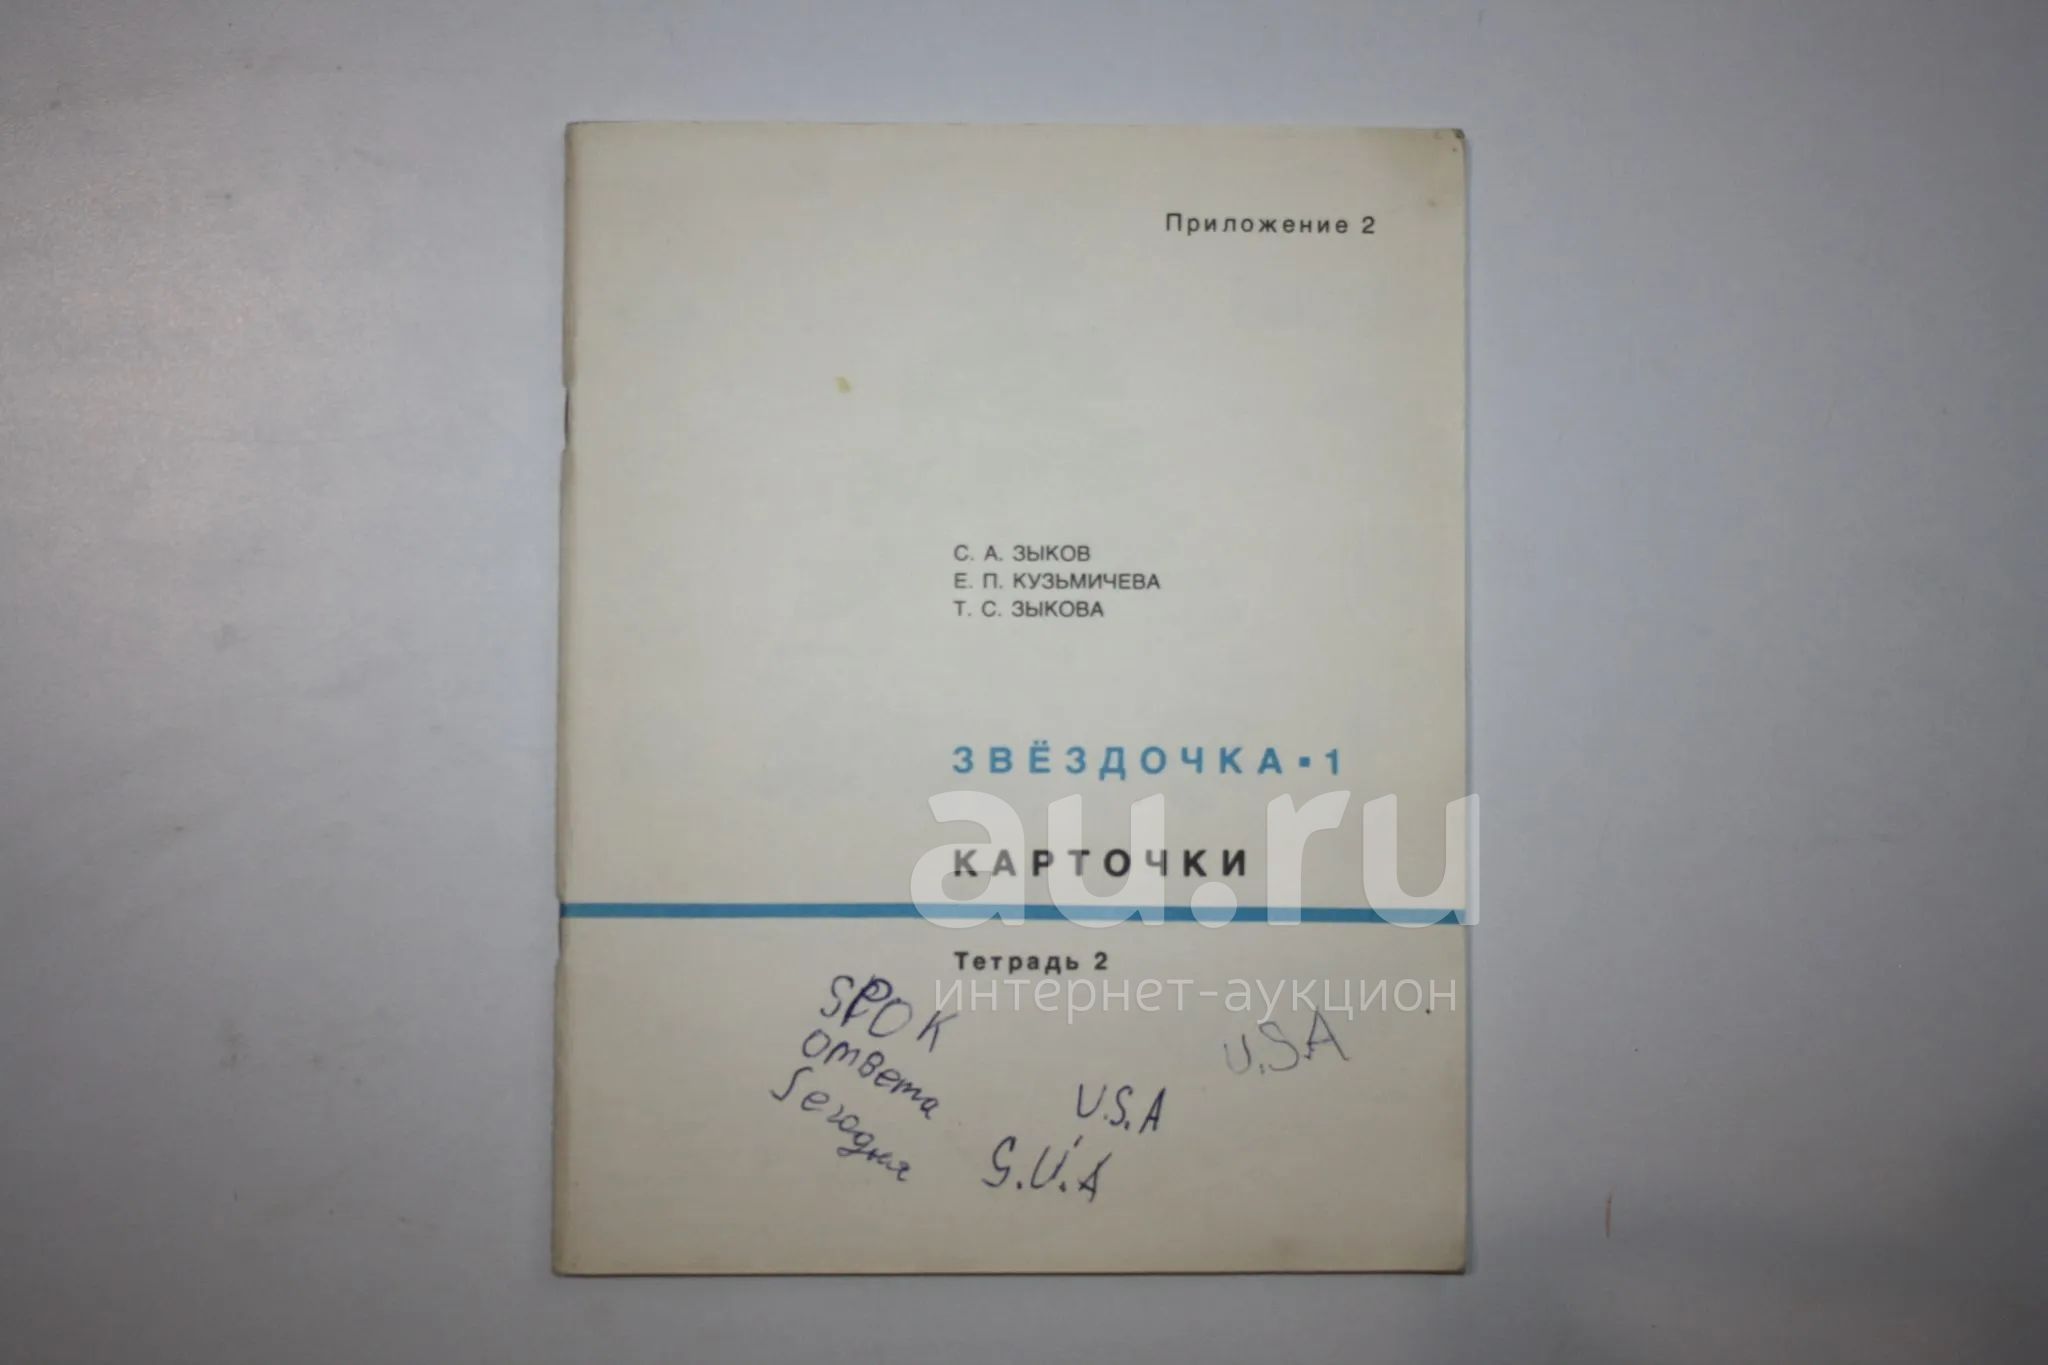 Приложение 2
С. А. ЗЫКОВ
Е. П. КУЗЬМИЧЕВА
Т. С. ЗЫКОВА
ЗВЁЗДОЧКА▪1
au.ru
КАРТОЧКИ
Тетрадь 2
интернет-аукцион
SPOK
ответа
Sегодня
U.S.A
U.S.A
S.U.A